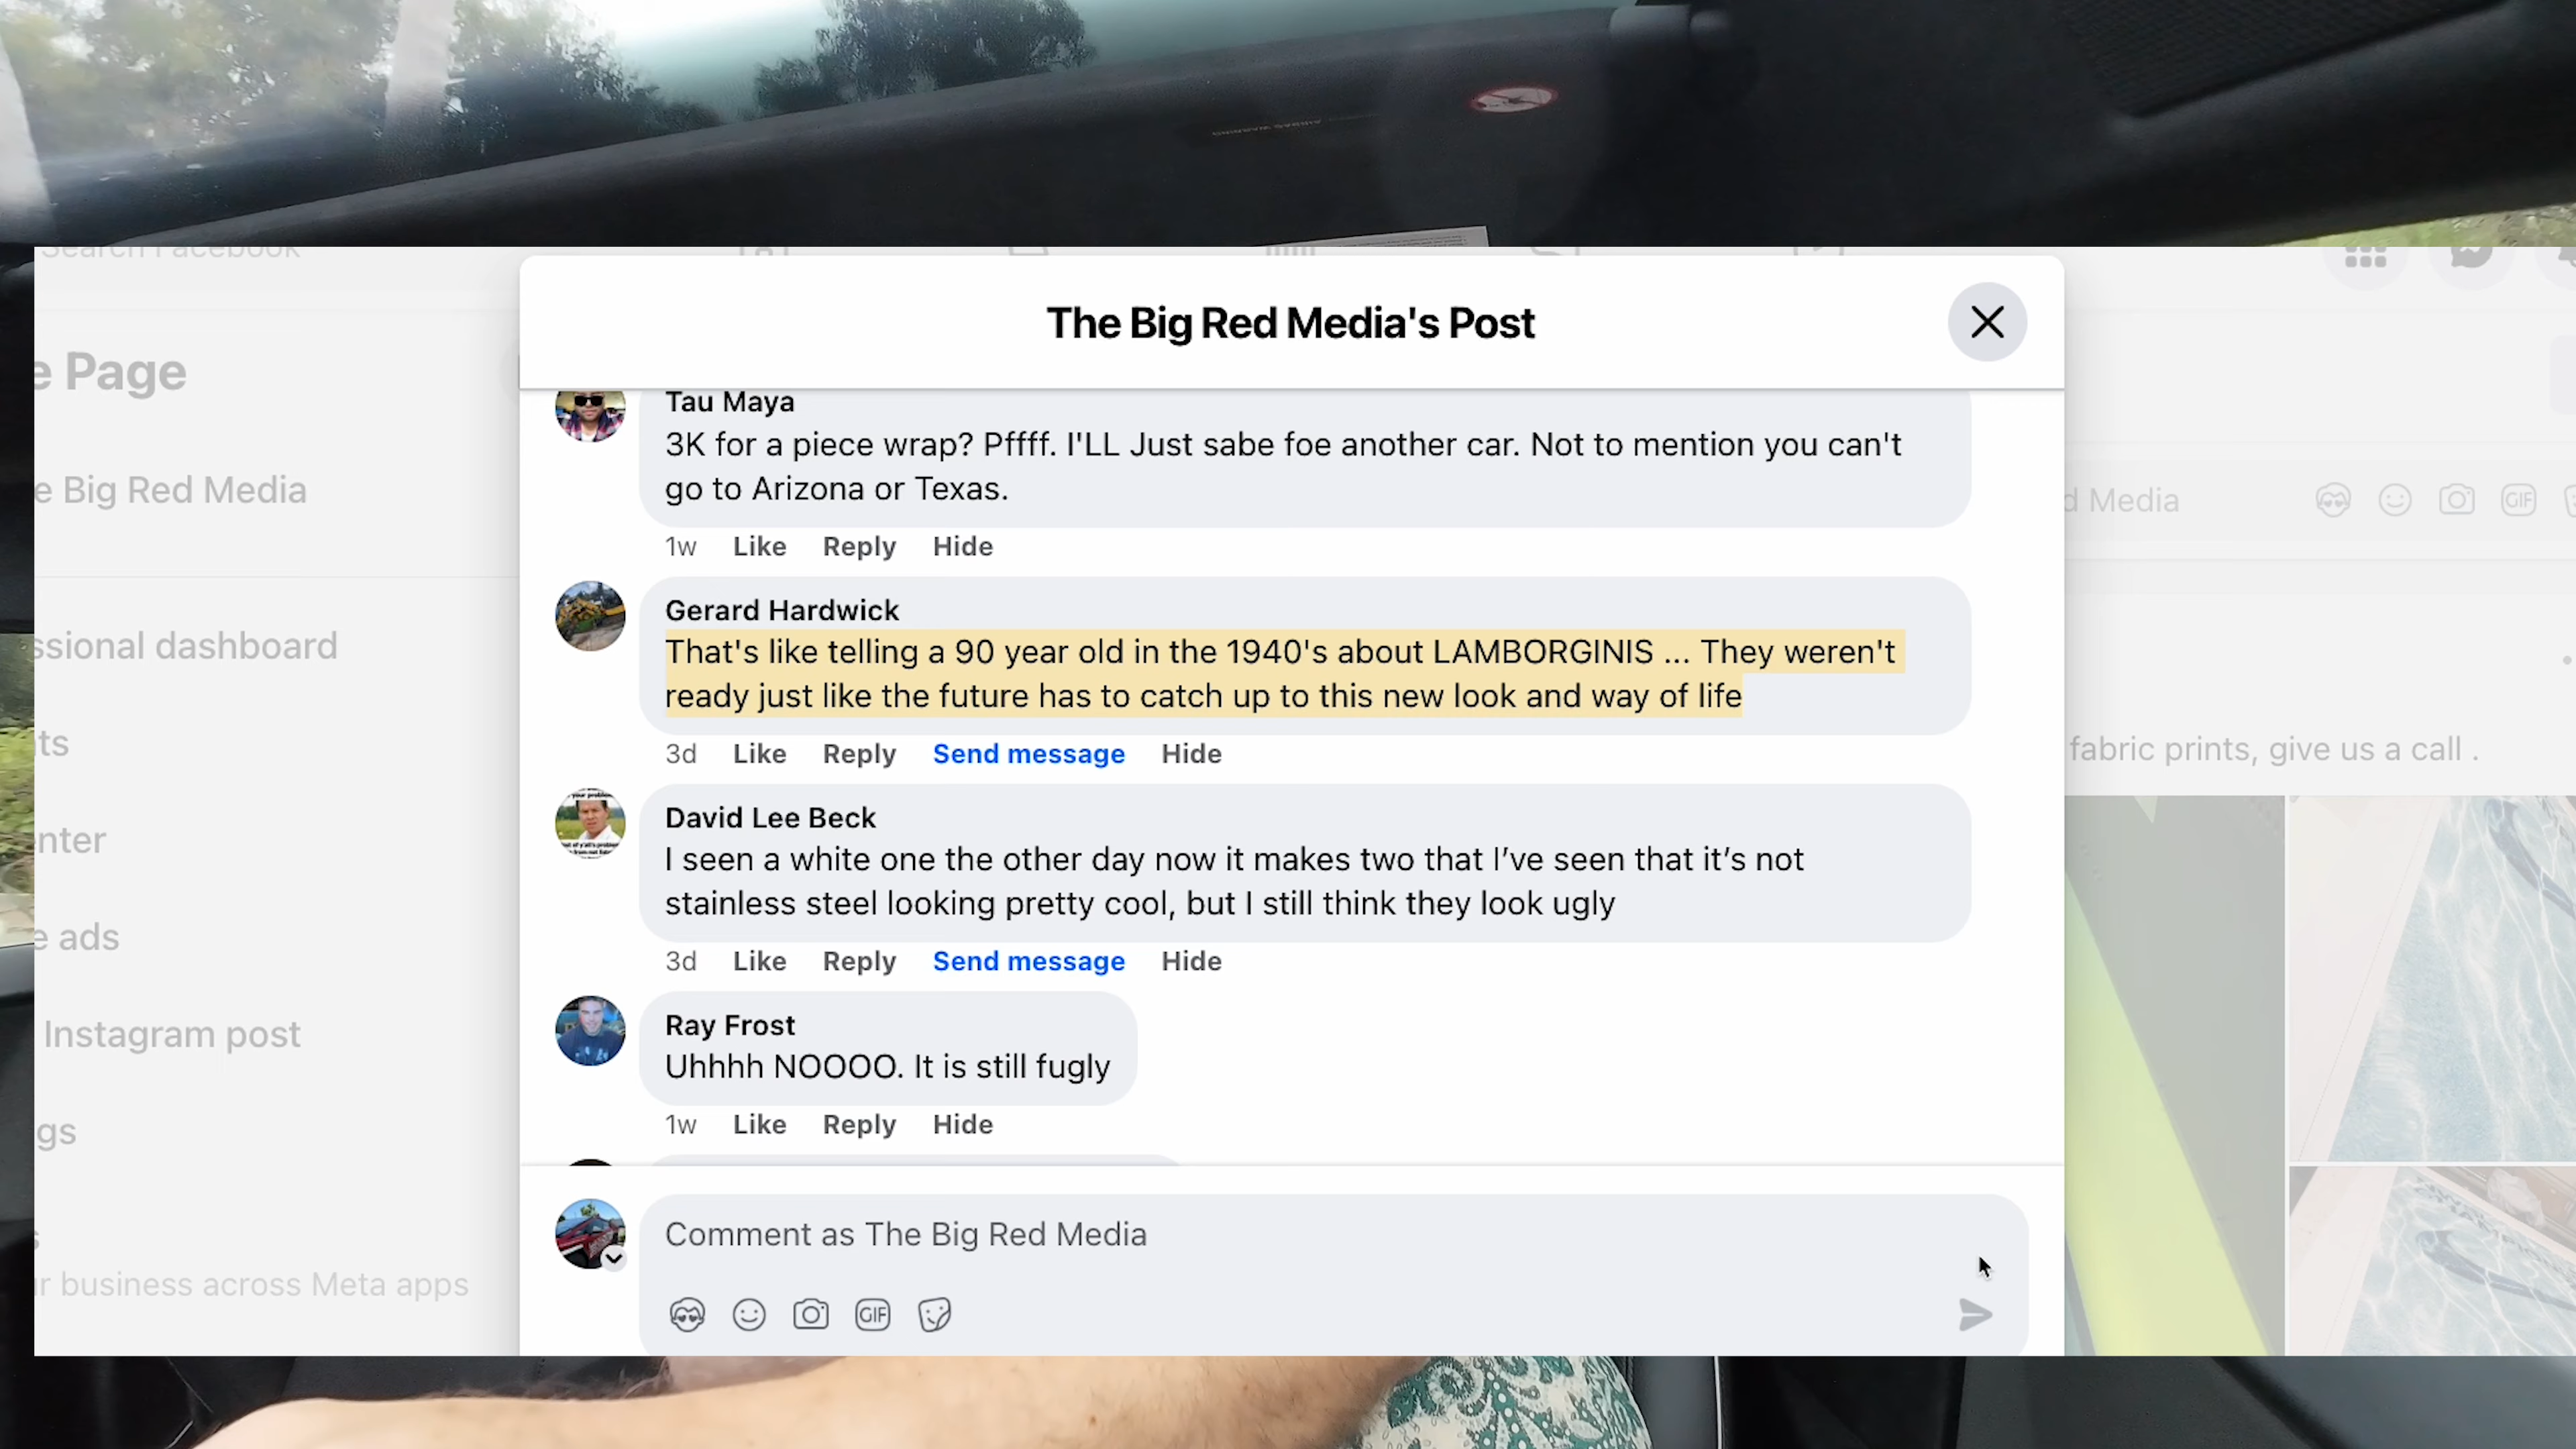 Search Facebook
The Big Red Media's Post
e Page
e Big Red Media
ssional dashboard
ts
nter
e ads
Instagram post
gs
s
r business across Meta apps
Tau Maya
3K for a piece wrap? Pffff. I'LL Just sabe foe another car. Not to mention you can't
go to Arizona or Texas.
1w Like Reply Hide
Gerard Hardwick
That's like telling a 90 year old in the 1940's about LAMBORGINIS ... They weren't
ready just like the future has to catch up to this new look and way of life
3d Like Reply Send message Hide
David Lee Beck
I seen a white one the other day now it makes two that I’ve seen that it’s not
stainless steel looking pretty cool, but I still think they look ugly
3d Like Reply Send message Hide
Ray Frost
Uhhhh NOOOO. It is still fugly
1w Like Reply Hide
Comment as The Big Red Media
GIF
d Media
GIF
fabric prints, give us a call .